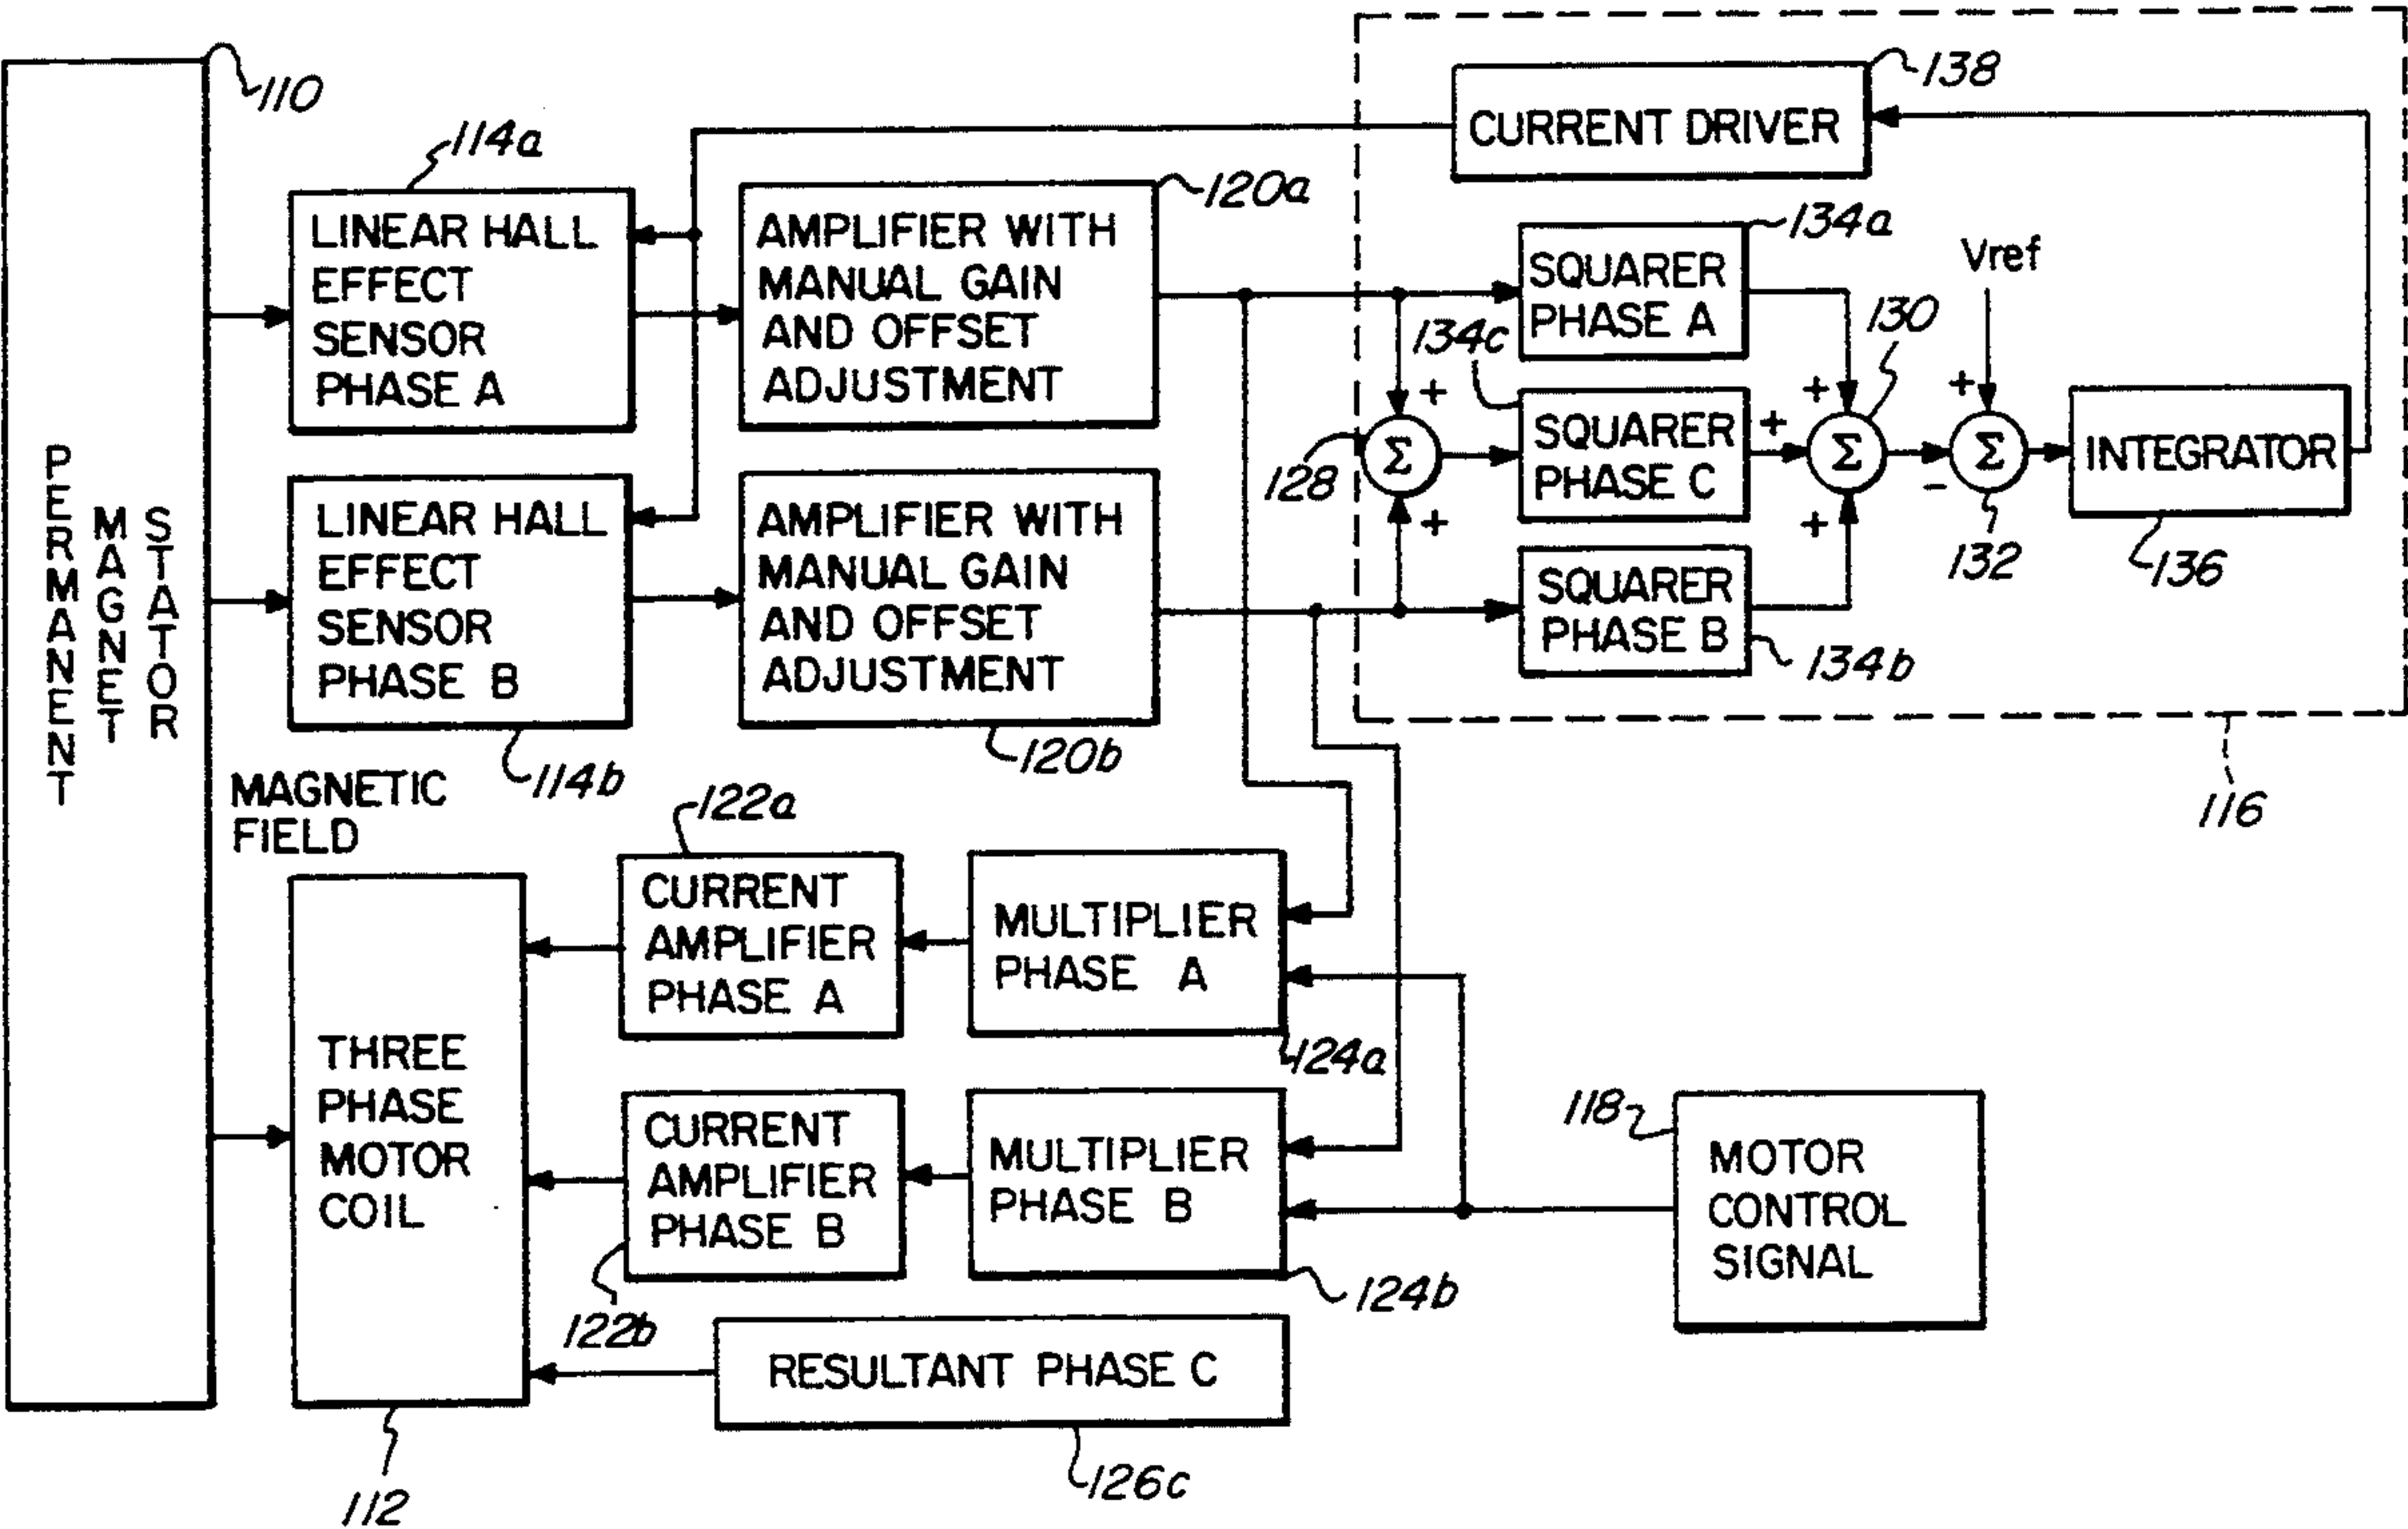 110
138
CURRENT DRIVER
114a
120a
LINEAR HALL
EFFECT
SENSOR
PHASE A
AMPLIFIER WITH
MANUAL GAIN
AND OFFSET
ADJUSTMENT
134a
SQUARER
PHASE A
Vref
130
134c
+
+
+
+
SQUARER
PHASE C
128
Σ
Σ
Σ
INTEGRATOR
-
+
+
132
136
PERMANENT
MAGNET
STATOR
LINEAR HALL
EFFECT
SENSOR
PHASE B
AMPLIFIER WITH
MANUAL GAIN
AND OFFSET
ADJUSTMENT
SQUARER
PHASE B
134b
114b
120b
116
MAGNETIC
FIELD
122a
CURRENT
AMPLIFIER
PHASE A
MULTIPLIER
PHASE A
124a
THREE
PHASE
MOTOR
COIL
CURRENT
AMPLIFIER
PHASE B
MULTIPLIER
PHASE B
118
MOTOR
CONTROL
SIGNAL
124b
122b
RESULTANT PHASE C
126c
112